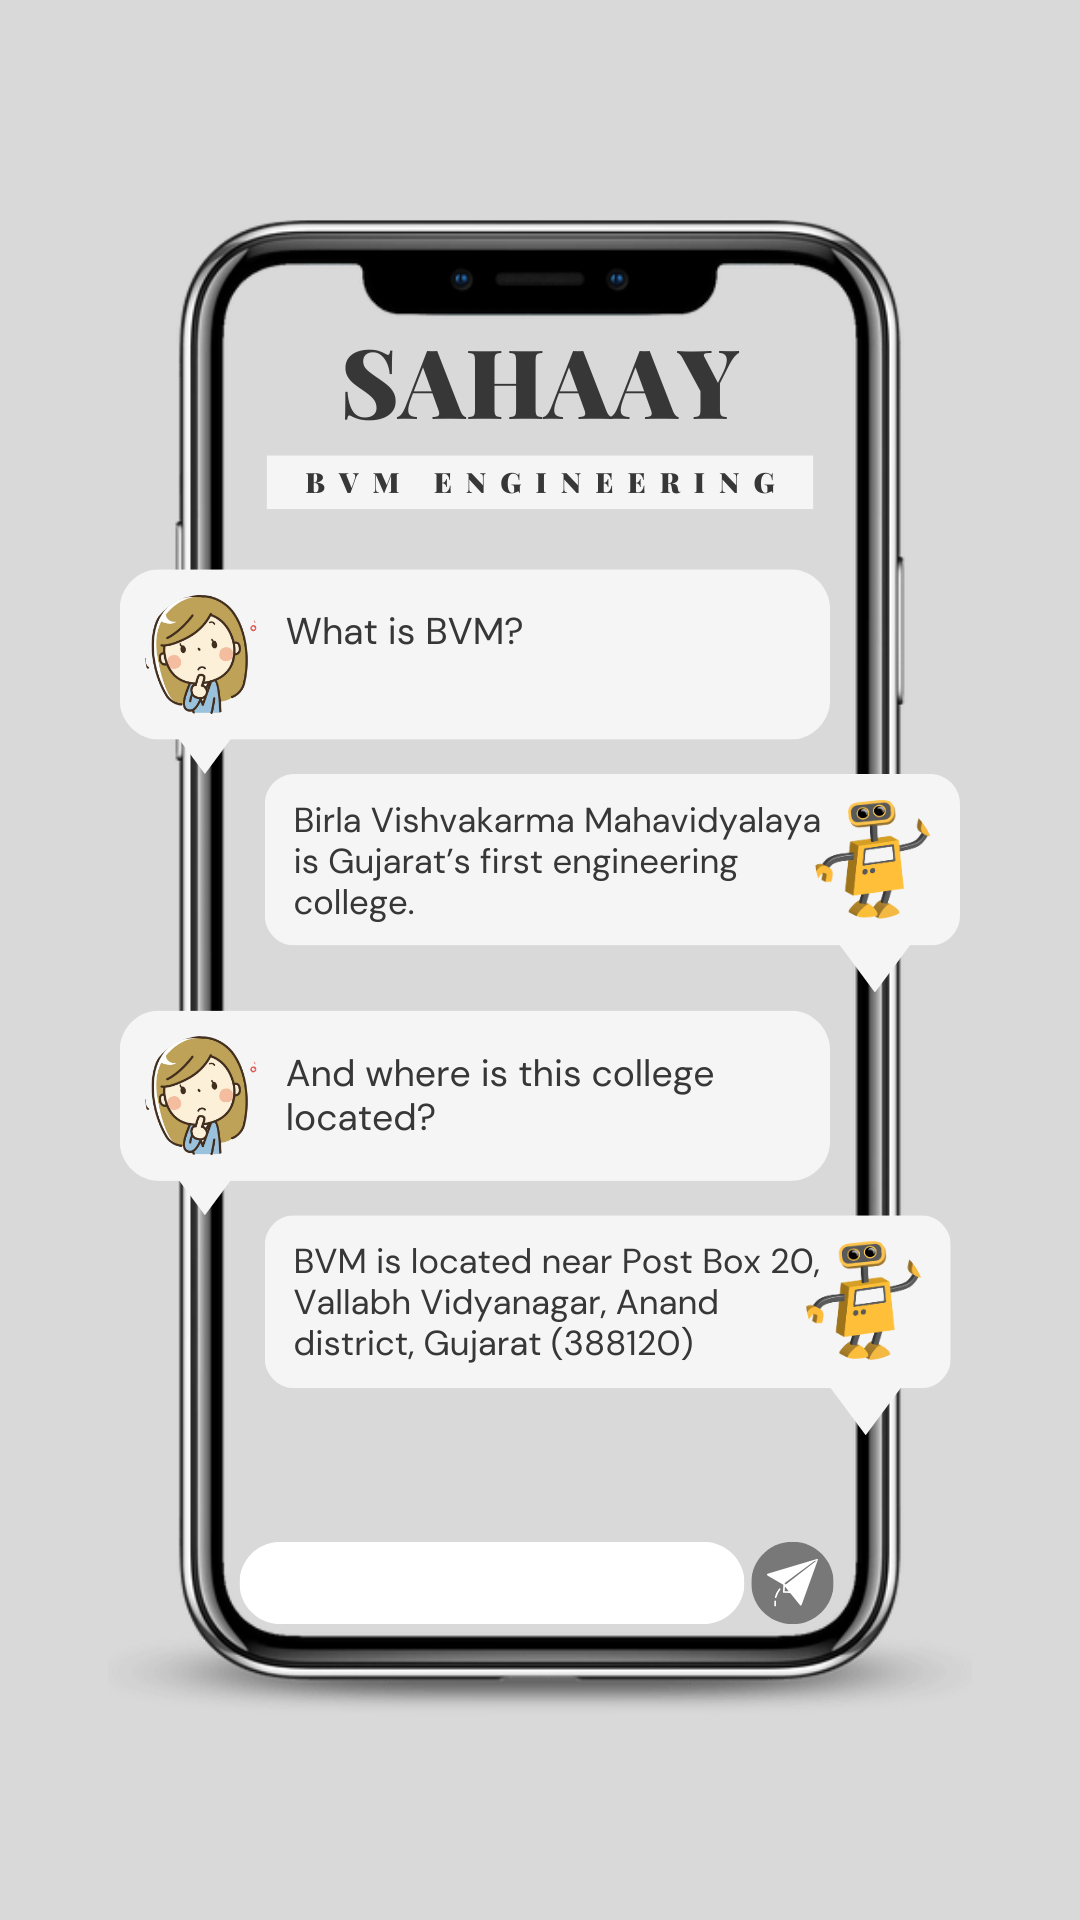 SAHAAY
BVM ENGINEERING
What is BVM?
Birla Vishvakarma Mahavidyalaya
is Gujarat’s first engineering
college.
And where is this college
located?
BVM is located near Post Box 20,
Vallabh Vidyanagar, Anand
district, Gujarat (388120)